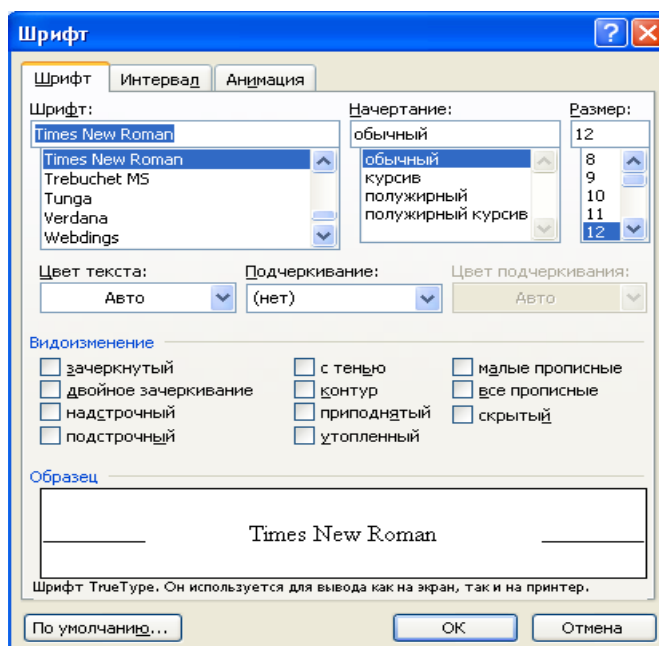 Шрифт
Шрифт Интервал Анимация
Шрифт: Начертание: Размер:
Times New Roman обычный 12
Times New Roman обычный 8
Trebuchet MS курсив 9
Tunga полужирный 10
Verdana полужирный курсив 11
Webdings 12
Цвет текста: Подчеркивание: Цвет подчеркивания:
Авто (нет) Авто
Видоизменение
зачеркнутый с тенью малые прописные
двойное зачеркивание контур все прописные
надстрочный приподнятый скрытый
подстрочный утопленный
Образец
Times New Roman
Шрифт TrueType. Он используется для вывода как на экран, так и на принтер.
По умолчанию... ОК Отмена